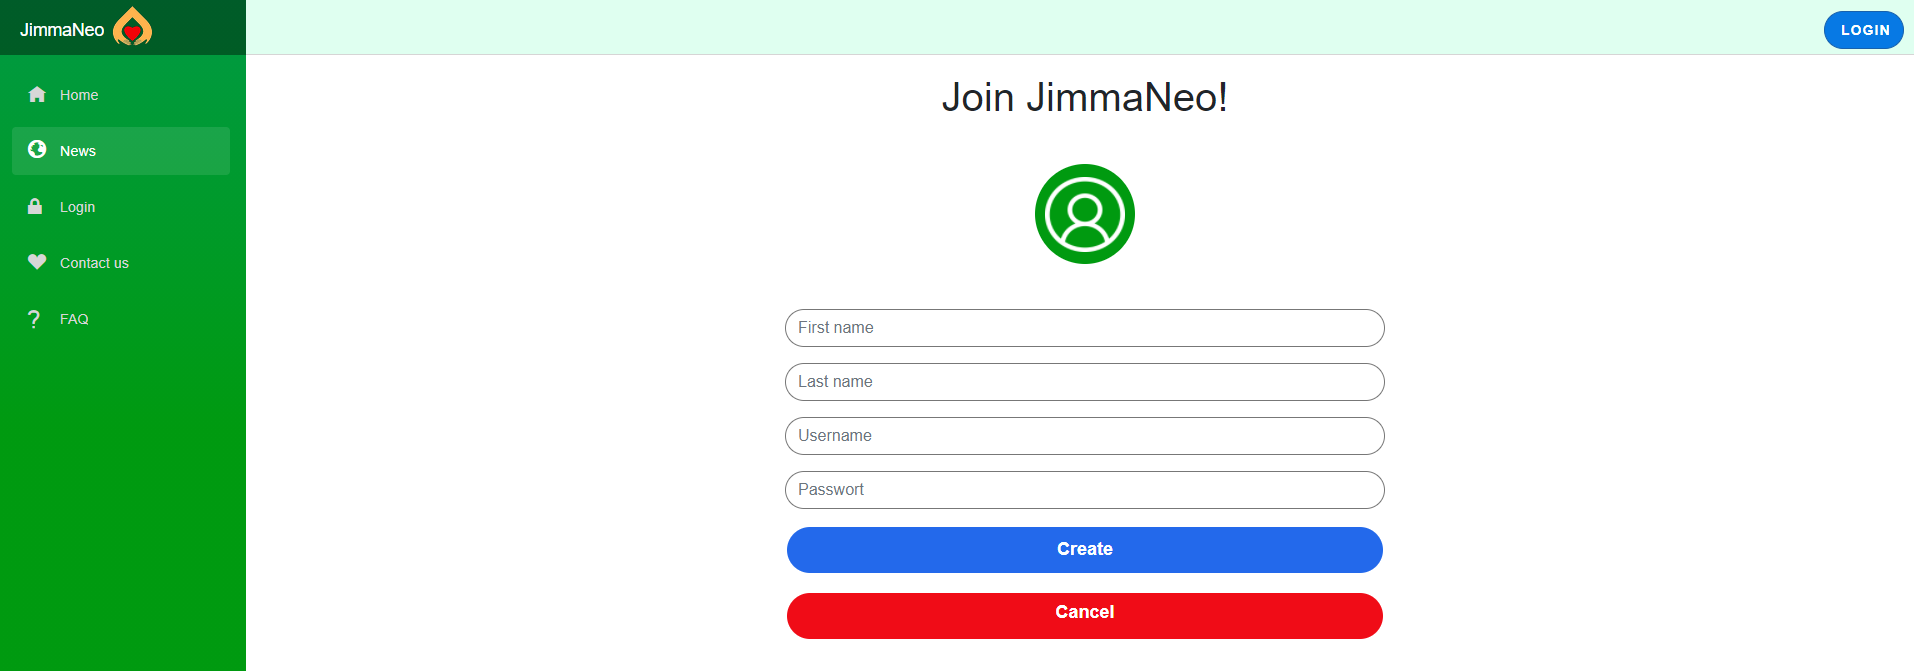 JimmaNeo
LOGIN
Home
News
Login
Contact us
FAQ
Join JimmaNeo!
First name
Last name
Username
Passwort
Create
Cancel